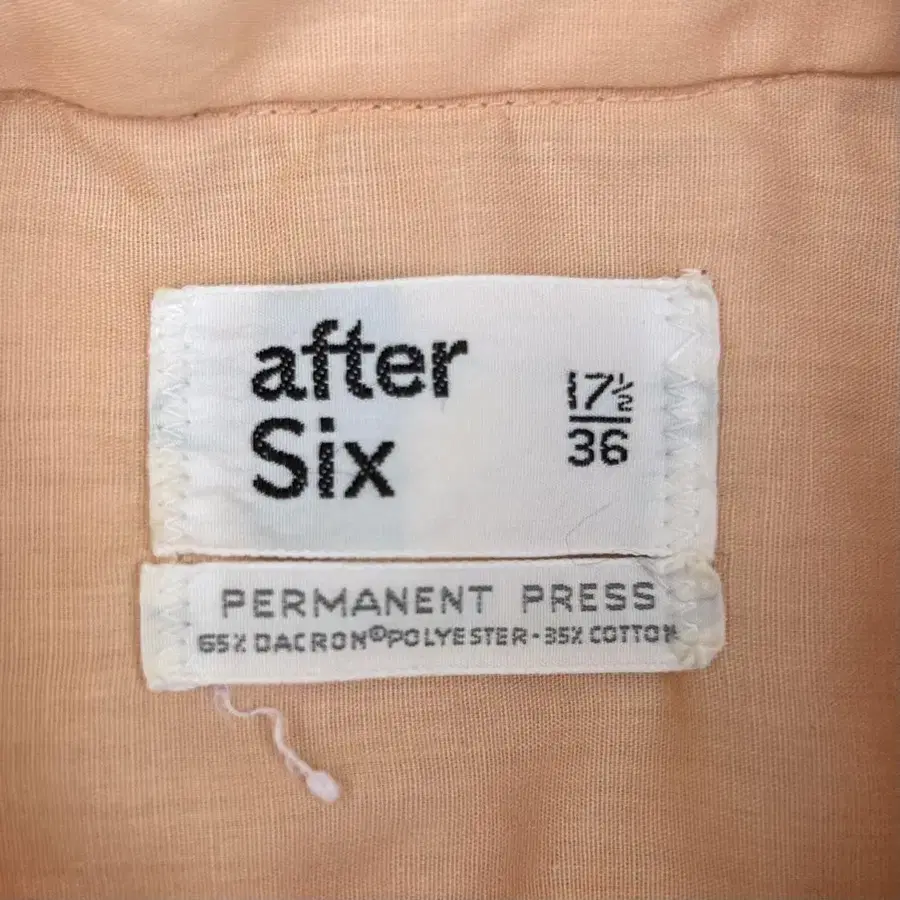 after
Six
17½
36
PERMANENT PRESS
65% DACRON©POLYESTER-35% COTTON